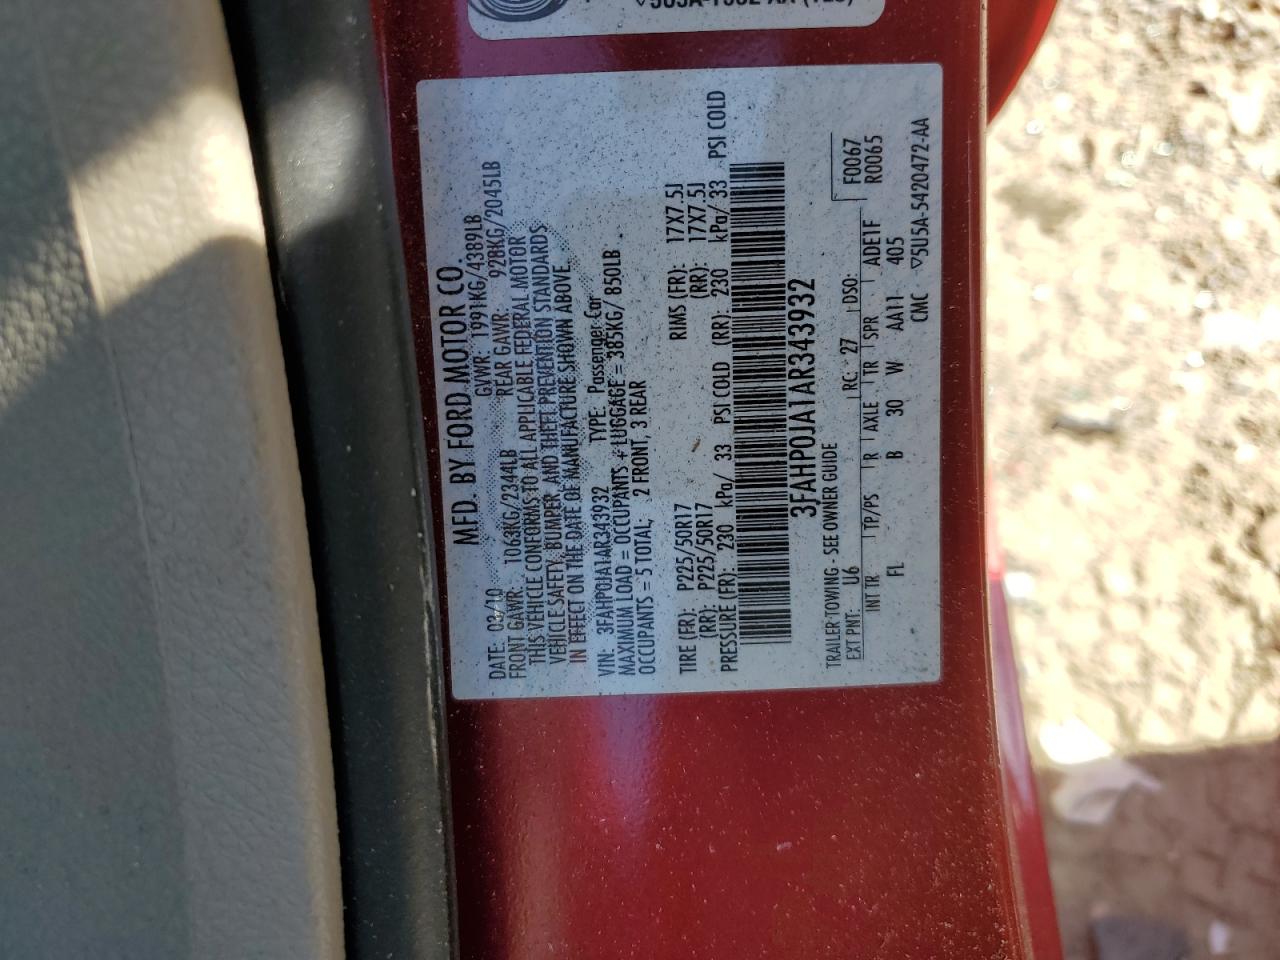 5U5A-1532
MFD. BY FORD MOTOR CO.
DATE: 03/10 GVWR: 1991KG/4389LB
FRONT GAWR: 1063KG/2344LB REAR GAWR: 928KG/2045LB
THIS VEHICLE CONFORMS TO ALL APPLICABLE FEDERAL MOTOR
VEHICLE SAFETY, BUMPER, AND THEFT PREVENTION STANDARDS
IN EFFECT ON THE DATE OF MANUFACTURE SHOWN ABOVE.
VIN: 3FAHP0JA1AR343932 TYPE: Passenger Car
MAXIMUM LOAD = OCCUPANTS + LUGGAGE = 385KG/ 850LB
OCCUPANTS = 5 TOTAL; 2 FRONT, 3 REAR
TIRE (FR): P225/50R17 RIMS (FR): 17X7.5J
(RR): P225/50R17 (RR): 17X7.5J
PRESSURE (FR): 230 kPa/ 33 PSI COLD (RR): 230 kPa/ 33 PSI COLD
3FAHP0JA1AR343932
TRAILER TOWING - SEE OWNER GUIDE F0067
EXT PNT: U6 RC: 27 DSO: R0065
INT TR TP/PS R AXLE TR SPR ADE1F
FL B 30 W AA11 405
CMC 5U5A-5420472-AA